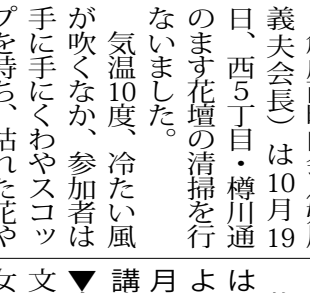 義夫会長）は10月19
日、西5丁目・樽川通
のます花壇の清掃を行
ないました。
気温10度、冷たい風
が吹くなか、参加者は
手に手にくわやスコッ
プを持ち、枯れた花や
は
よ
月
講
▼
文
女